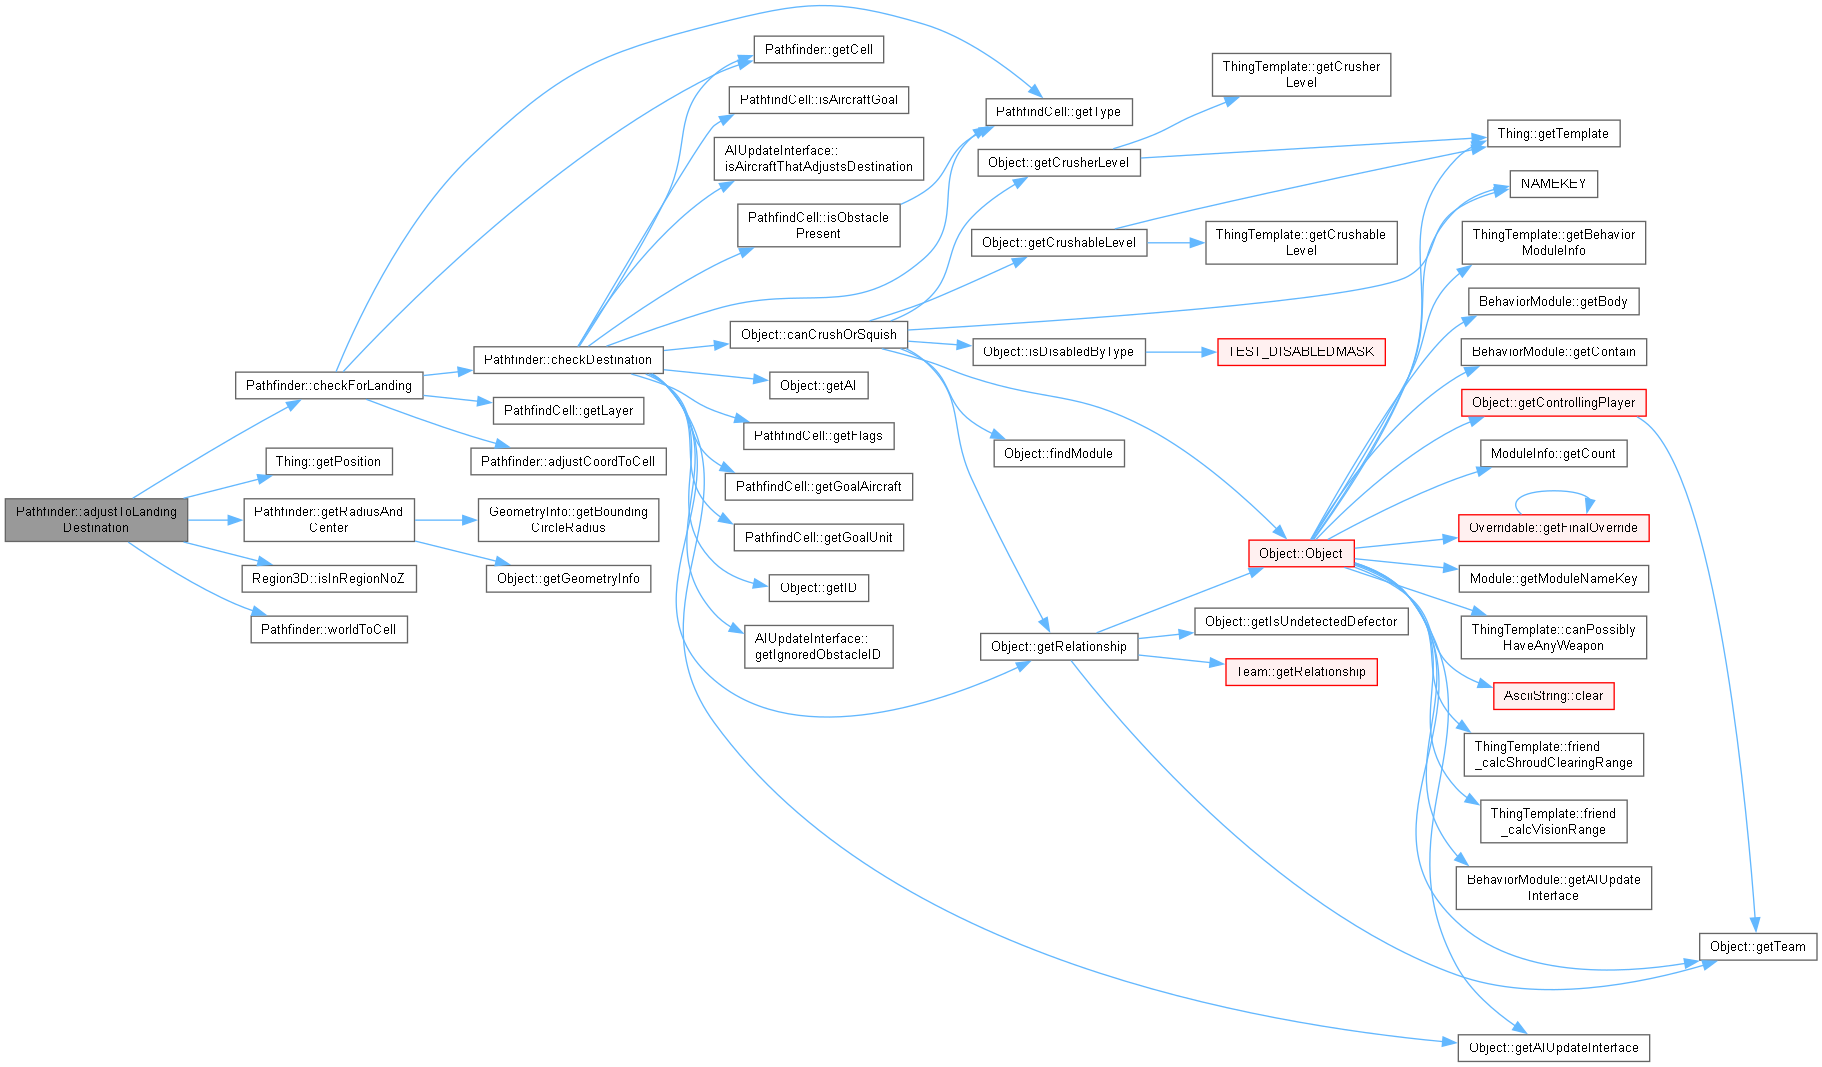 Pathfinder::adjustToLanding
Destination
Pathfinder::checkForLanding
Thing::getPosition
Pathfinder::getRadiusAnd
Center
Region3D::isInRegionNoZ
Pathfinder::worldToCell
Pathfinder::checkDestination
PathfindCell::getLayer
Pathfinder::adjustCoordToCell
GeometryInfo::getBounding
CircleRadius
Object::getGeometryInfo
Pathfinder::getCell
PathfindCell::isAircraftGoal
AIUpdateInterface::
isAircraftThatAdjustsDestination
PathfindCell::isObstacle
Present
Object::canCrushOrSquish
Object::getAI
PathfindCell::getFlags
PathfindCell::getGoalAircraft
PathfindCell::getGoalUnit
Object::getID
AIUpdateInterface::
getIgnoredObstacleID
PathfindCell::getType
Object::getCrusherLevel
Object::getCrushableLevel
Object::isDisabledByType
Object::findModule
Object::getRelationship
ThingTemplate::getCrusher
Level
ThingTemplate::getCrushable
Level
TEST_DISABLEDMASK
Object::Object
Object::getIsUndetectedDefector
Team::getRelationship
Thing::getTemplate
NAMEKEY
ThingTemplate::getBehavior
ModuleInfo
BehaviorModule::getBody
BehaviorModule::getContain
Object::getControllingPlayer
ModuleInfo::getCount
Overridable::getFinalOverride
Module::getModuleNameKey
ThingTemplate::canPossibly
HaveAnyWeapon
AsciiString::clear
ThingTemplate::friend
_calcShroudClearingRange
ThingTemplate::friend
_calcVisionRange
BehaviorModule::getAIUpdate
Interface
Object::getTeam
Object::getAIUpdateInterface